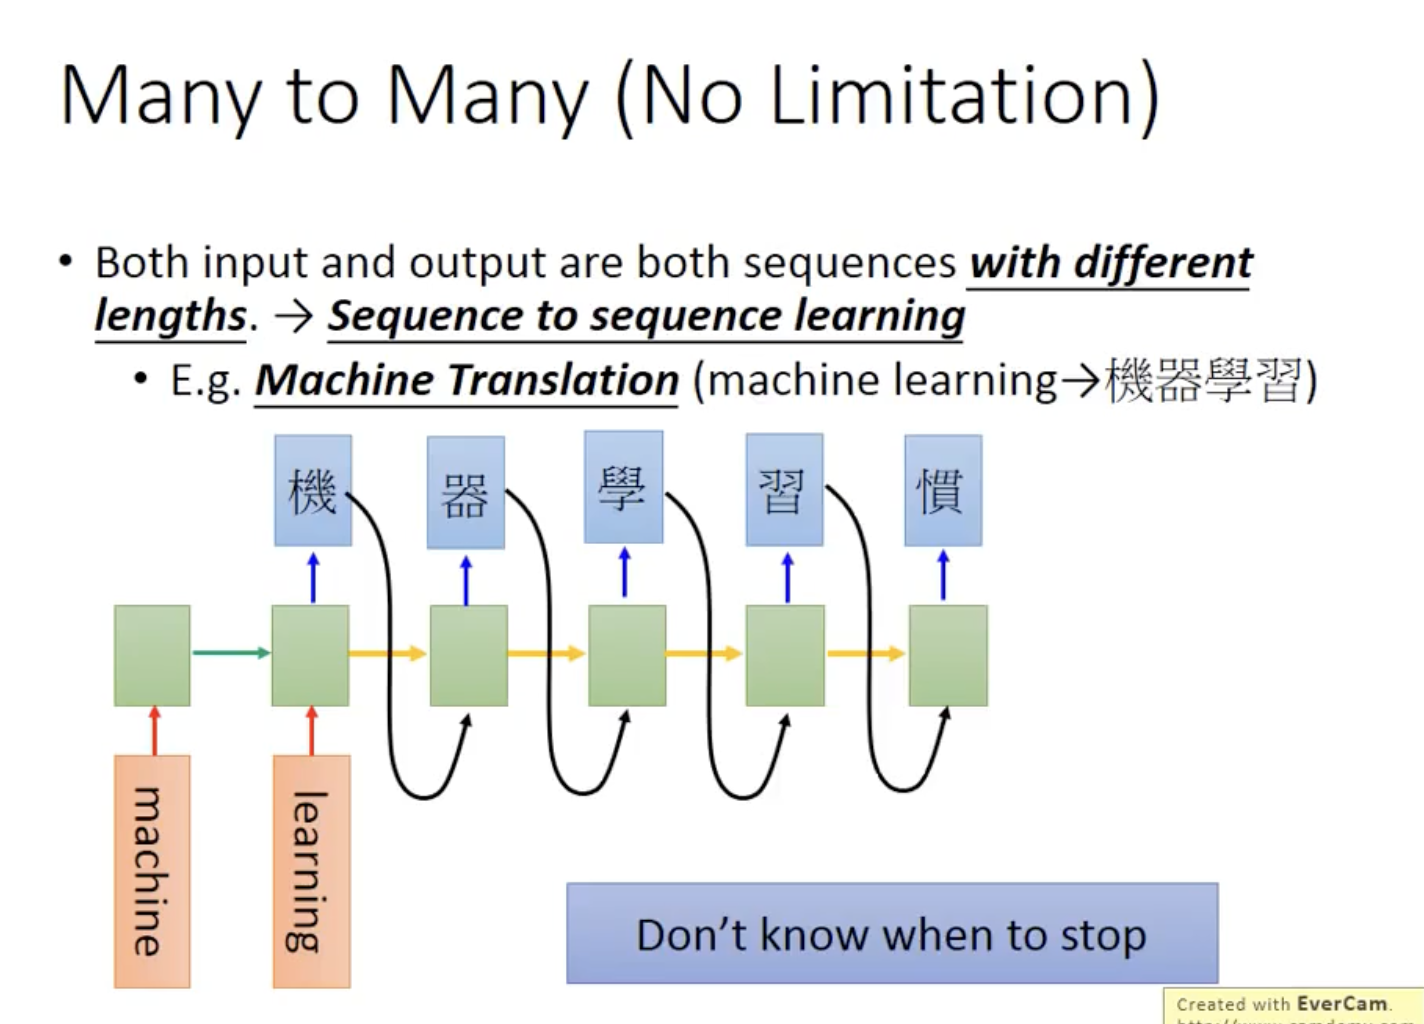 Many to Many (No Limitation)
• Both input and output are both sequences with different
lengths. → Sequence to sequence learning
• E.g. Machine Translation (machine learning→機器學習)
機
器
學
習
慣
machine
learning
Don't know when to stop
Created with EverCam.